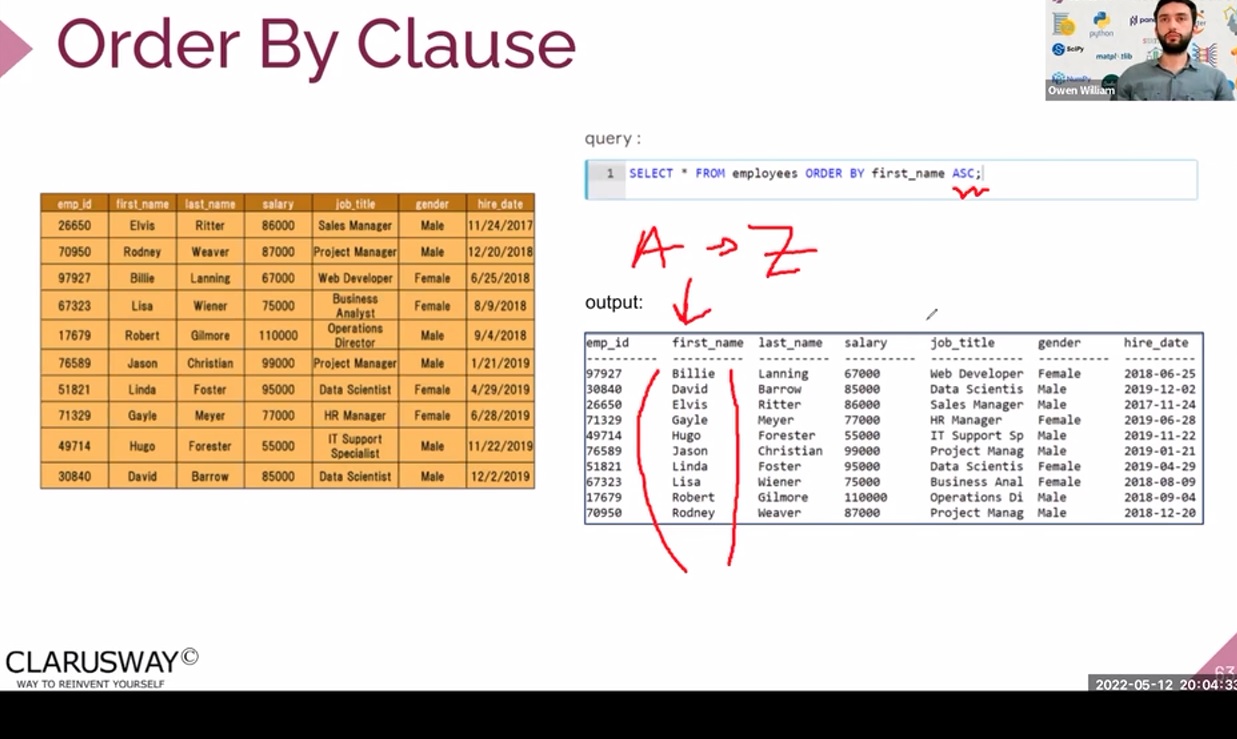 Order By Clause
python
SciPy
NumPy
Owen William
query :
1 SELECT * FROM employees ORDER BY first_name ASC;
A → Z
output:
emp_id first_name last_name salary job_title gender hire_date
26650 Elvis Ritter 86000 Sales Manager Male 11/24/2017
70950 Rodney Weaver 87000 Project Manager Male 12/20/2018
97927 Billie Lanning 67000 Web Developer Female 6/25/2018
67323 Lisa Wiener 75000 Business Analyst Female 8/9/2018
17679 Robert Gilmore 110000 Operations Director Male 9/4/2018
76589 Jason Christian 99000 Project Manager Male 1/21/2019
51821 Linda Foster 95000 Data Scientist Female 4/29/2019
71329 Gayle Meyer 77000 HR Manager Female 6/28/2019
49714 Hugo Forester 55000 IT Support Specialist Male 11/22/2019
30840 David Barrow 85000 Data Scientist Male 12/2/2019
emp_id first_name last_name salary job_title gender hire_date
---------- ---------- ---------- ---------- ------------- ---------- ----------
97927 Billie Lanning 67000 Web Developer Female 2018-06-25
30840 David Barrow 85000 Data Scientis Male 2019-12-02
26650 Elvis Ritter 86000 Sales Manager Male 2017-11-24
71329 Gayle Meyer 77000 HR Manager Female 2019-06-28
49714 Hugo Forester 55000 IT Support Sp Male 2019-11-22
76589 Jason Christian 99000 Project Manag Male 2019-01-21
51821 Linda Foster 95000 Data Scientis Female 2019-04-29
67323 Lisa Wiener 75000 Business Anal Female 2018-08-09
17679 Robert Gilmore 110000 Operations Di Male 2018-09-04
70950 Rodney Weaver 87000 Project Manag Male 2018-12-20
CLARUSWAY©
WAY TO REINVENT YOURSELF
63
2022-05-12 20:04:33